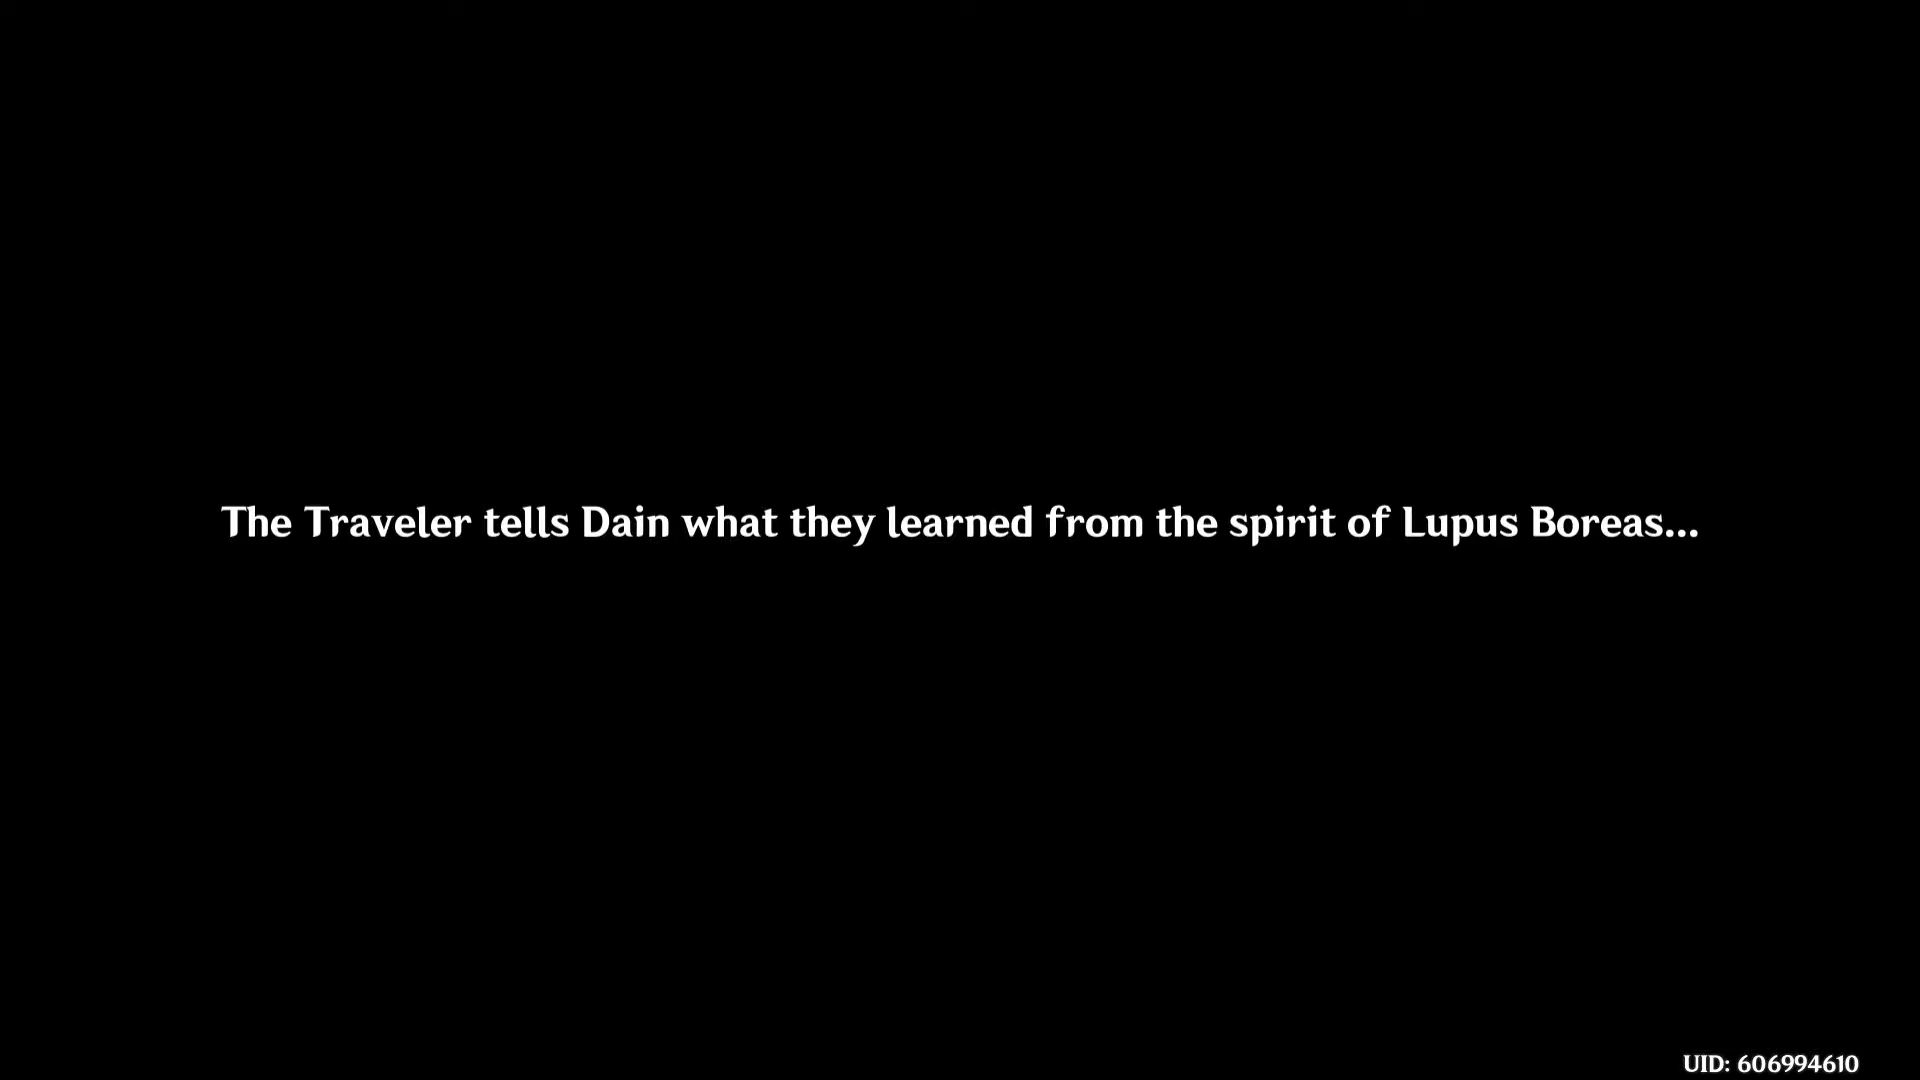 The Traveler tells Dain what they learned from the spirit of Lupus Boreas...
UID: 606994610